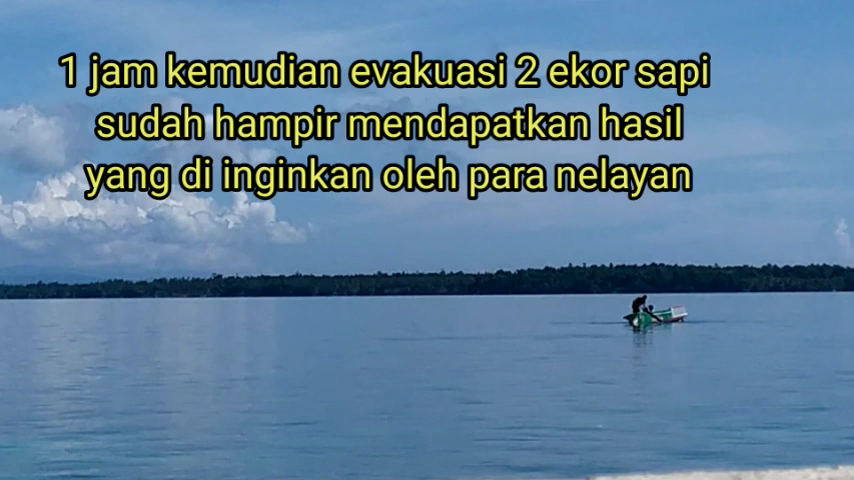 1 jam kemudian evakuasi 2 ekor sapi
sudah hampir mendapatkan hasil
yang di inginkan oleh para nelayan